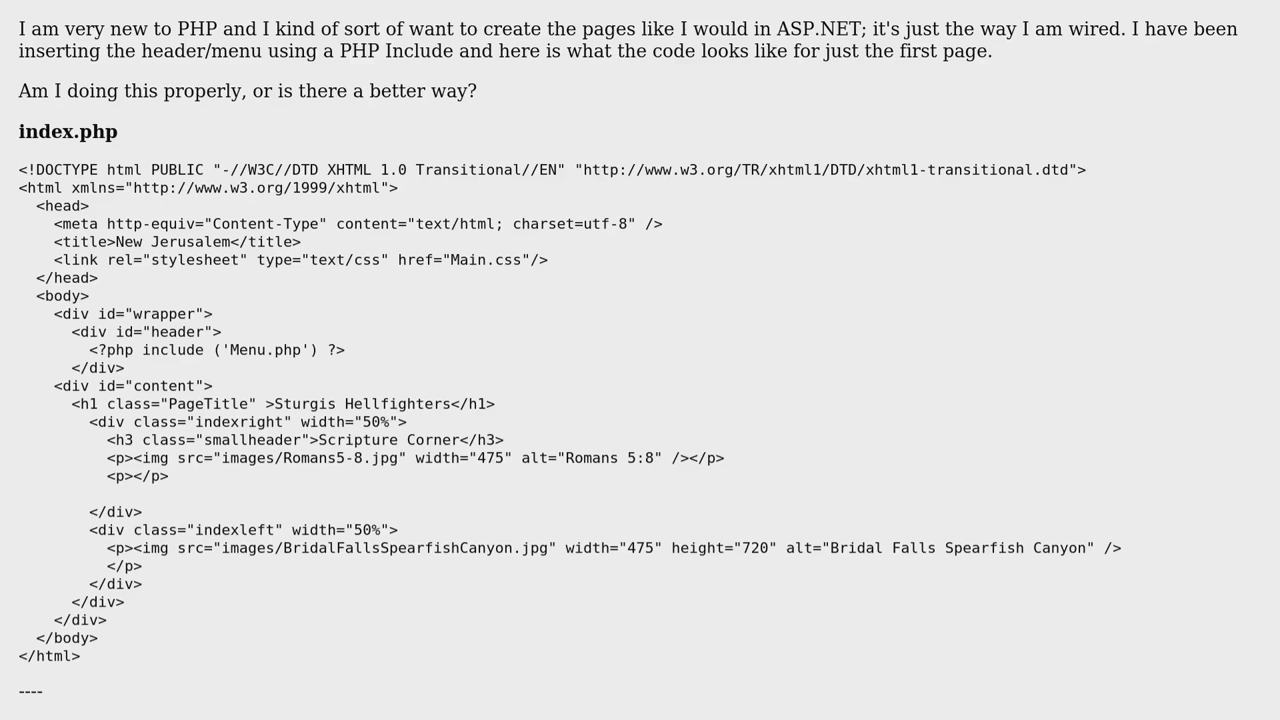 I am very new to PHP and I kind of sort of want to create the pages like I would in ASP.NET; it's just the way I am wired. I have been
inserting the header/menu using a PHP Include and here is what the code looks like for just the first page.

Am I doing this properly, or is there a better way?

index.php

<!DOCTYPE html PUBLIC "-//W3C//DTD XHTML 1.0 Transitional//EN" "http://www.w3.org/TR/xhtml1/DTD/xhtml1-transitional.dtd">
<html xmlns="http://www.w3.org/1999/xhtml">
  <head>
    <meta http-equiv="Content-Type" content="text/html; charset=utf-8" />
    <title>New Jerusalem</title>
    <link rel="stylesheet" type="text/css" href="Main.css"/>
  </head>
  <body>
    <div id="wrapper">
      <div id="header">
        <?php include ('Menu.php') ?>
      </div>
    <div id="content">
      <h1 class="PageTitle" >Sturgis Hellfighters</h1>
        <div class="indexright" width="50%">
          <h3 class="smallheader">Scripture Corner</h3>
          <p><img src="images/Romans5-8.jpg" width="475" alt="Romans 5:8" /></p>
          <p></p>

        </div>
        <div class="indexleft" width="50%">
          <p><img src="images/BridalFallsSpearfishCanyon.jpg" width="475" height="720" alt="Bridal Falls Spearfish Canyon" />
          </p>
        </div>
      </div>
    </div>
  </body>
</html>

----